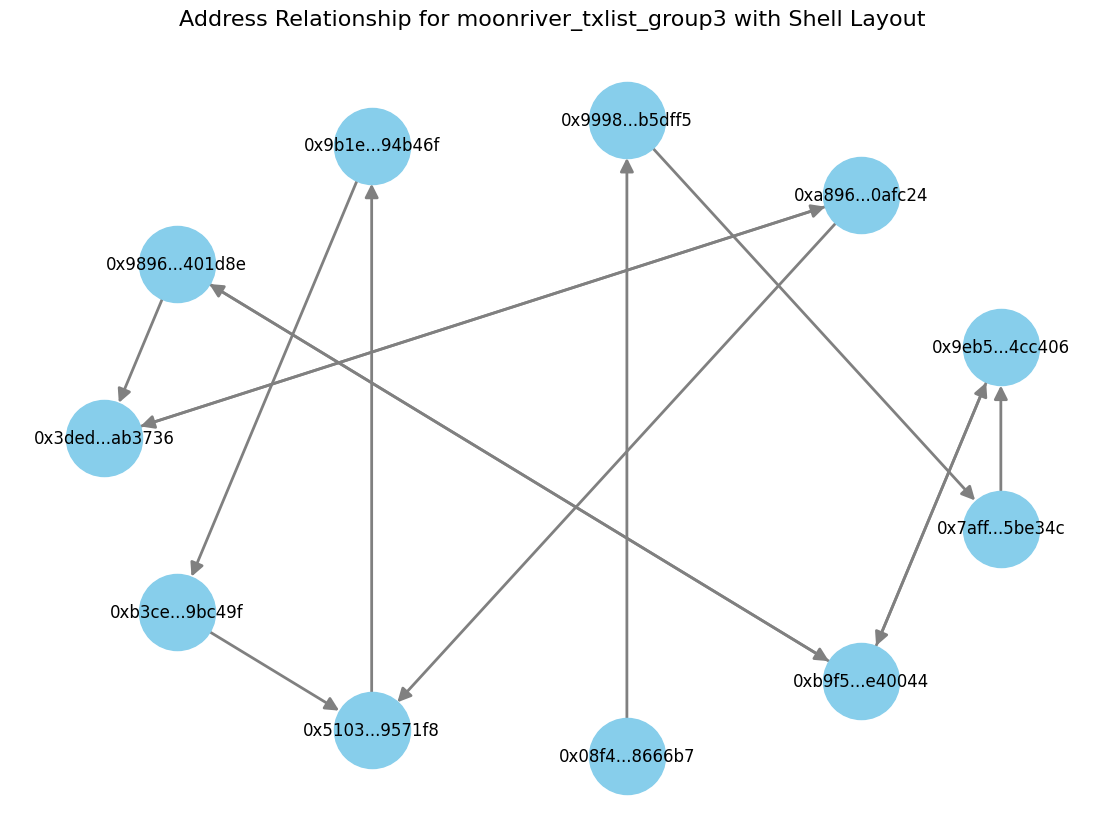 Address Relationship for moonriver_txlist_group3 with Shell Layout
0x9998...b5dff5
0x9b1e...94b46f
0xa896...0afc24
0x9896...401d8e
0x9eb5...4cc406
0x3ded...ab3736
0x7aff...5be34c
0xb3ce...9bc49f
0xb9f5...e40044
0x5103...9571f8
0x08f4...8666b7